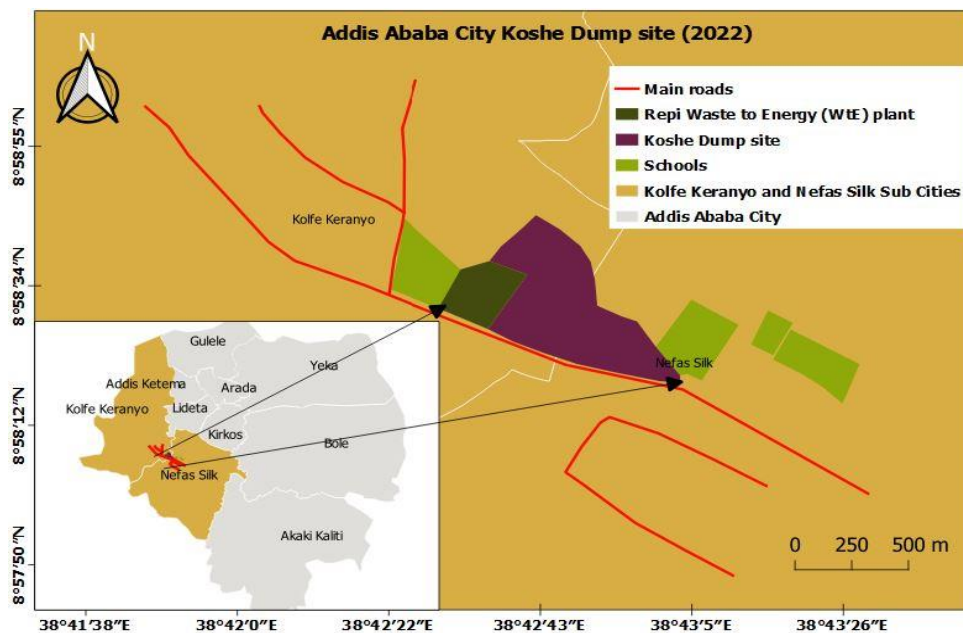 Addis Ababa City Koshe Dump site (2022)
N
Main roads
Repi Waste to Energy (WtE) plant
Koshe Dump site
Schools
Kolfe Keranyo and Nefas Silk Sub Cities
Addis Ababa City
8°58'55"N
8°58'34"N
8°58'12"N
8°57'50"N
Kolfe Keranyo
Nefas Silk
Gulele
Yeka
Addis Ketema
Arada
Kolfe Keranyo
Lideta
Kirkos
Bole
Nefas Silk
Akaki Kaliti
0 250 500 m
38°41'38"E 38°42'0"E 38°42'22"E 38°42'43"E 38°43'5"E 38°43'26"E